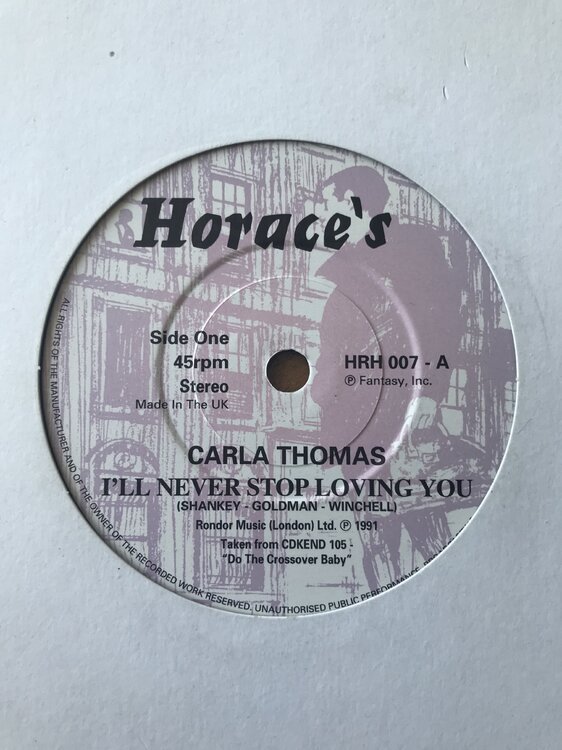 Horace's
Side One
45rpm
Stereo
Made In The UK
HRH 007 - A
℗ Fantasy, Inc.
CARLA THOMAS
I'LL NEVER STOP LOVING YOU
(SHANKEY - GOLDMAN - WINCHELL)
Rondor Music (London) Ltd. ℗ 1991
Taken from CDKEND 105 -
"Do The Crossover Baby"
ALL RIGHTS OF THE MANUFACTURER AND OF THE OWNER OF THE RECORDED WORK RESERVED. UNAUTHORISED PUBLIC PERFORMANCE,